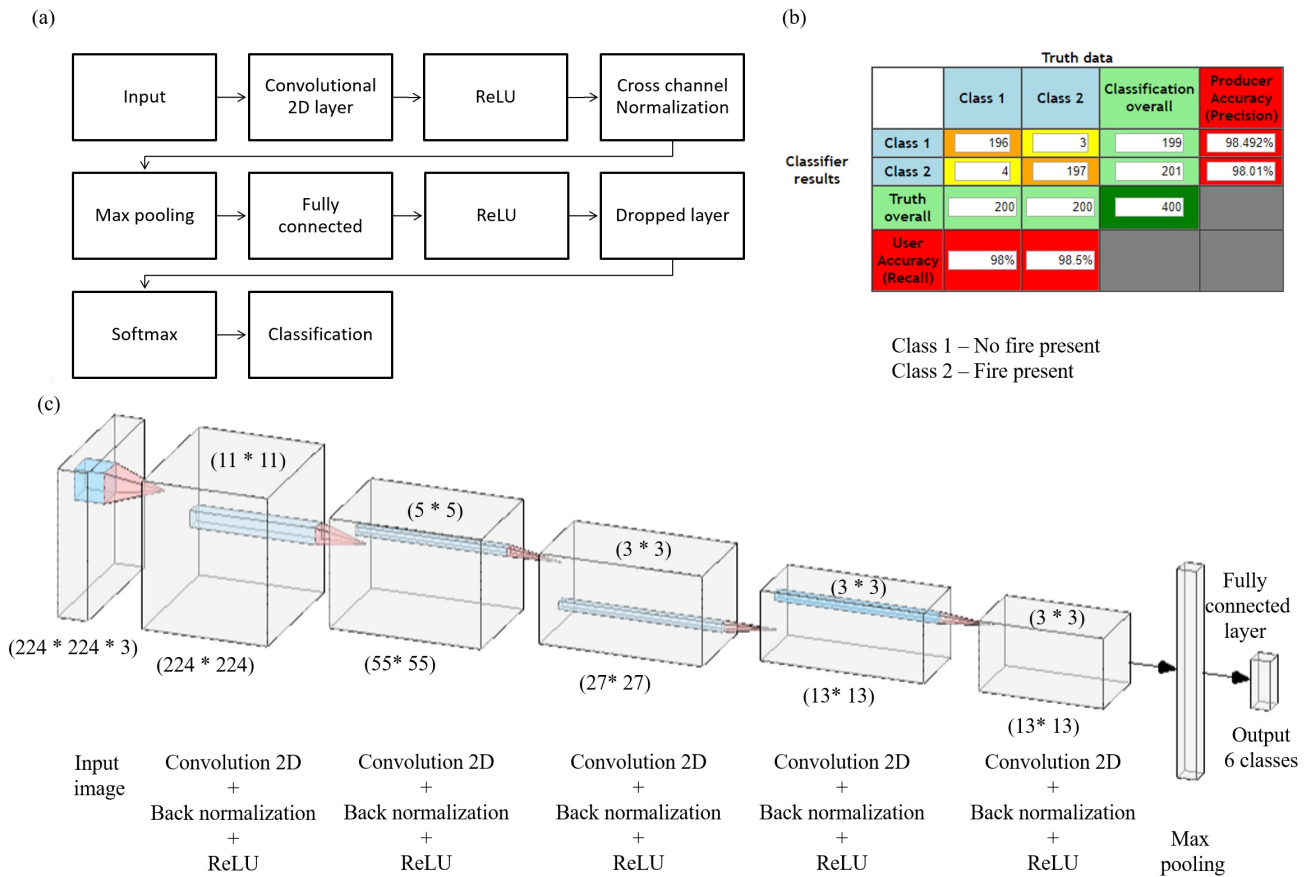 (a)
Input
Convolutional
2D layer
ReLU
Cross channel
Normalization
Max pooling
Fully
connected
ReLU
Dropped layer
Softmax
Classification
(b)
Truth data
Class 1
Class 2
Classification
overall
Producer
Accuracy
(Precision)
Classifier
results
Class 1
196
3
199
98.492%
Class 2
4
197
201
98.01%
Truth
overall
200
200
400
User
Accuracy
(Recall)
98%
98.5%
Class 1 – No fire present
Class 2 – Fire present
(c)
(11 * 11)
(5 * 5)
(3 * 3)
(3 * 3)
(3 * 3)
(224 * 224 * 3)
(224 * 224)
(55* 55)
(27* 27)
(13* 13)
(13* 13)
Fully
connected
layer
Output
6 classes
Input
image
Convolution 2D
+
Back normalization
+
ReLU
Convolution 2D
+
Back normalization
+
ReLU
Convolution 2D
+
Back normalization
+
ReLU
Convolution 2D
+
Back normalization
+
ReLU
Convolution 2D
+
Back normalization
+
ReLU
Max
pooling